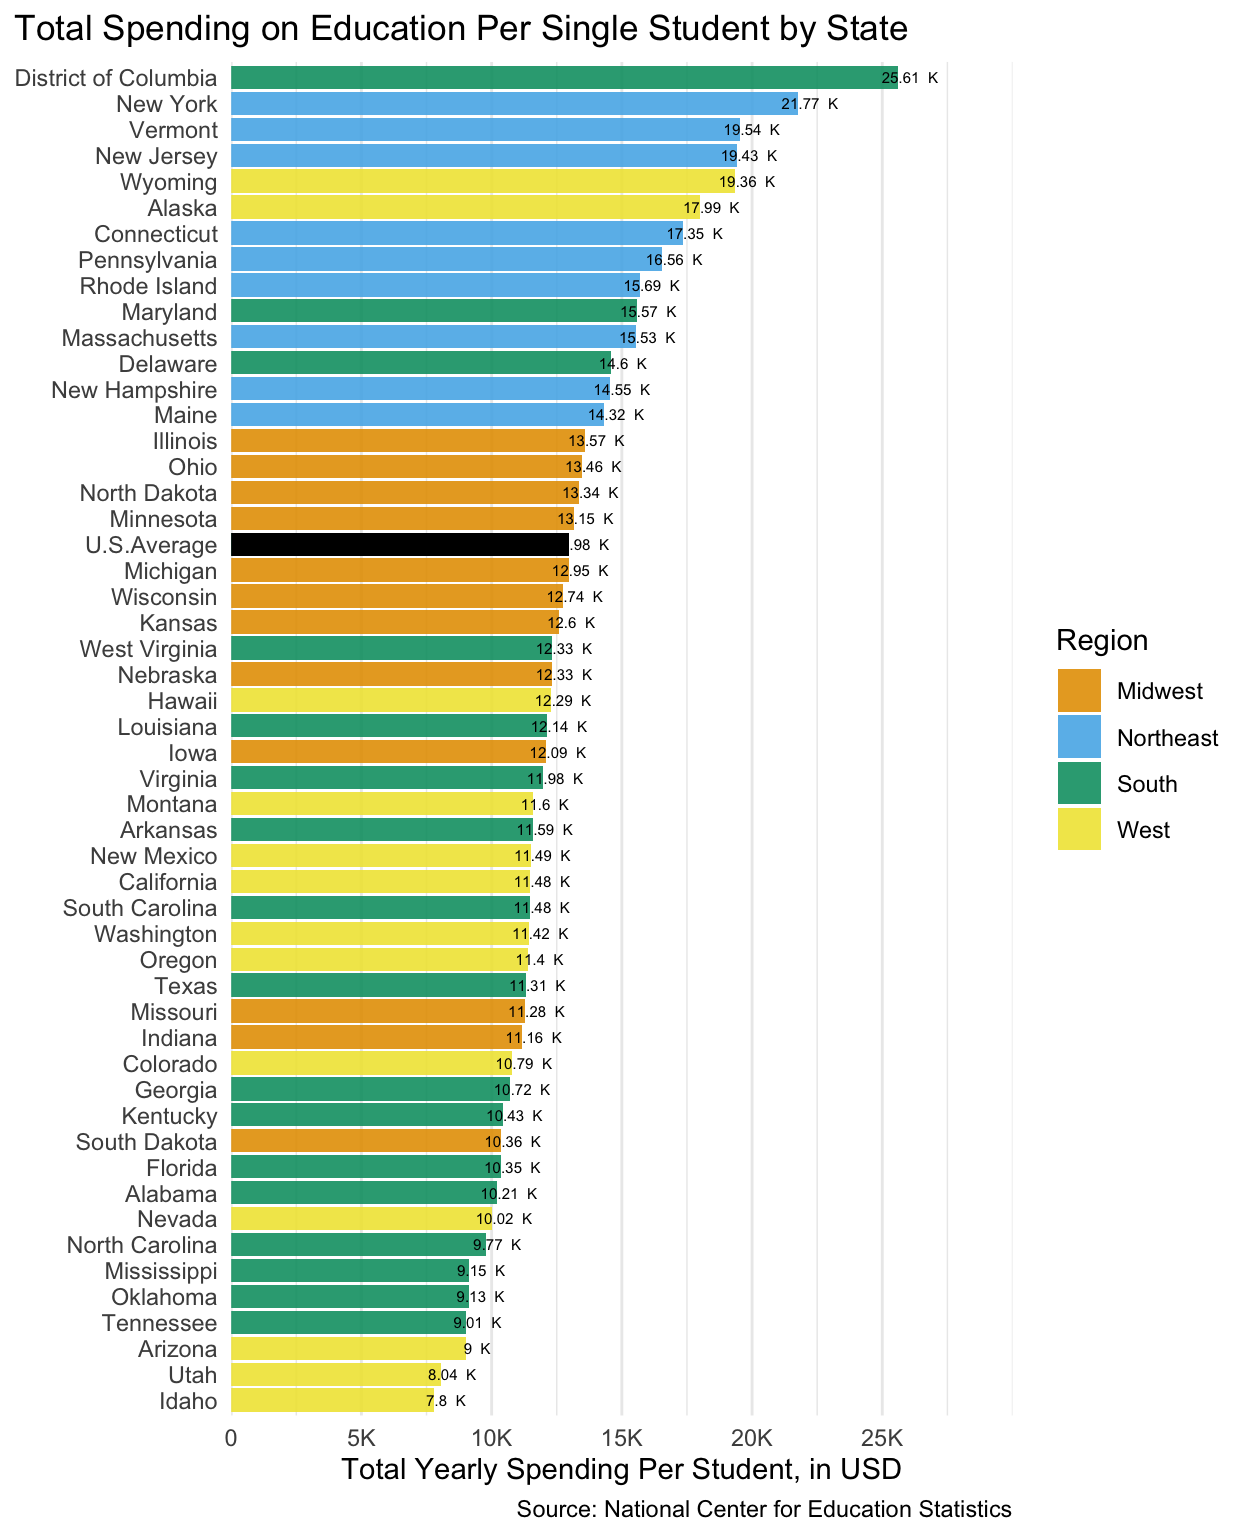 Total Spending on Education Per Single Student by State
District of Columbia 25.61 K
New York 21.77 K
Vermont 19.54 K
New Jersey 19.43 K
Wyoming 19.36 K
Alaska 17.99 K
Connecticut 17.35 K
Pennsylvania 16.56 K
Rhode Island 15.69 K
Maryland 15.57 K
Massachusetts 15.53 K
Delaware 14.6 K
New Hampshire 14.55 K
Maine 14.32 K
Illinois 13.57 K
Ohio 13.46 K
North Dakota 13.34 K
Minnesota 13.15 K
U.S.Average .98 K
Michigan 12.95 K
Wisconsin 12.74 K
Kansas 12.6 K
West Virginia 12.33 K
Nebraska 12.33 K
Hawaii 12.29 K
Louisiana 12.14 K
Iowa 12.09 K
Virginia 11.98 K
Montana 11.6 K
Arkansas 11.59 K
New Mexico 11.49 K
California 11.48 K
South Carolina 11.48 K
Washington 11.42 K
Oregon 11.4 K
Texas 11.31 K
Missouri 11.28 K
Indiana 11.16 K
Colorado 10.79 K
Georgia 10.72 K
Kentucky 10.43 K
South Dakota 10.36 K
Florida 10.35 K
Alabama 10.21 K
Nevada 10.02 K
North Carolina 9.77 K
Mississippi 9.15 K
Oklahoma 9.13 K
Tennessee 9.01 K
Arizona 9 K
Utah 8.04 K
Idaho 7.8 K
0 5K 10K 15K 20K 25K
Total Yearly Spending Per Student, in USD
Source: National Center for Education Statistics
Region
Midwest
Northeast
South
West